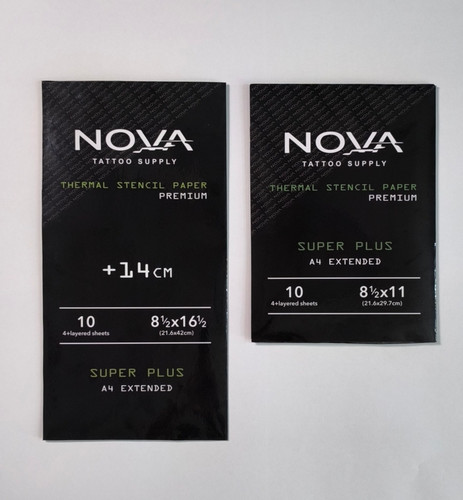 NOVA
TATTOO SUPPLY
THERMAL STENCIL PAPER
PREMIUM
+14CM
10
4+layered sheets
8½x16½
(21.6x42cm)
SUPER PLUS
A4 EXTENDED
NOVA
TATTOO SUPPLY
THERMAL STENCIL PAPER
PREMIUM
SUPER PLUS
A4 EXTENDED
10
4+layered sheets
8½x11
(21.6x29.7cm)